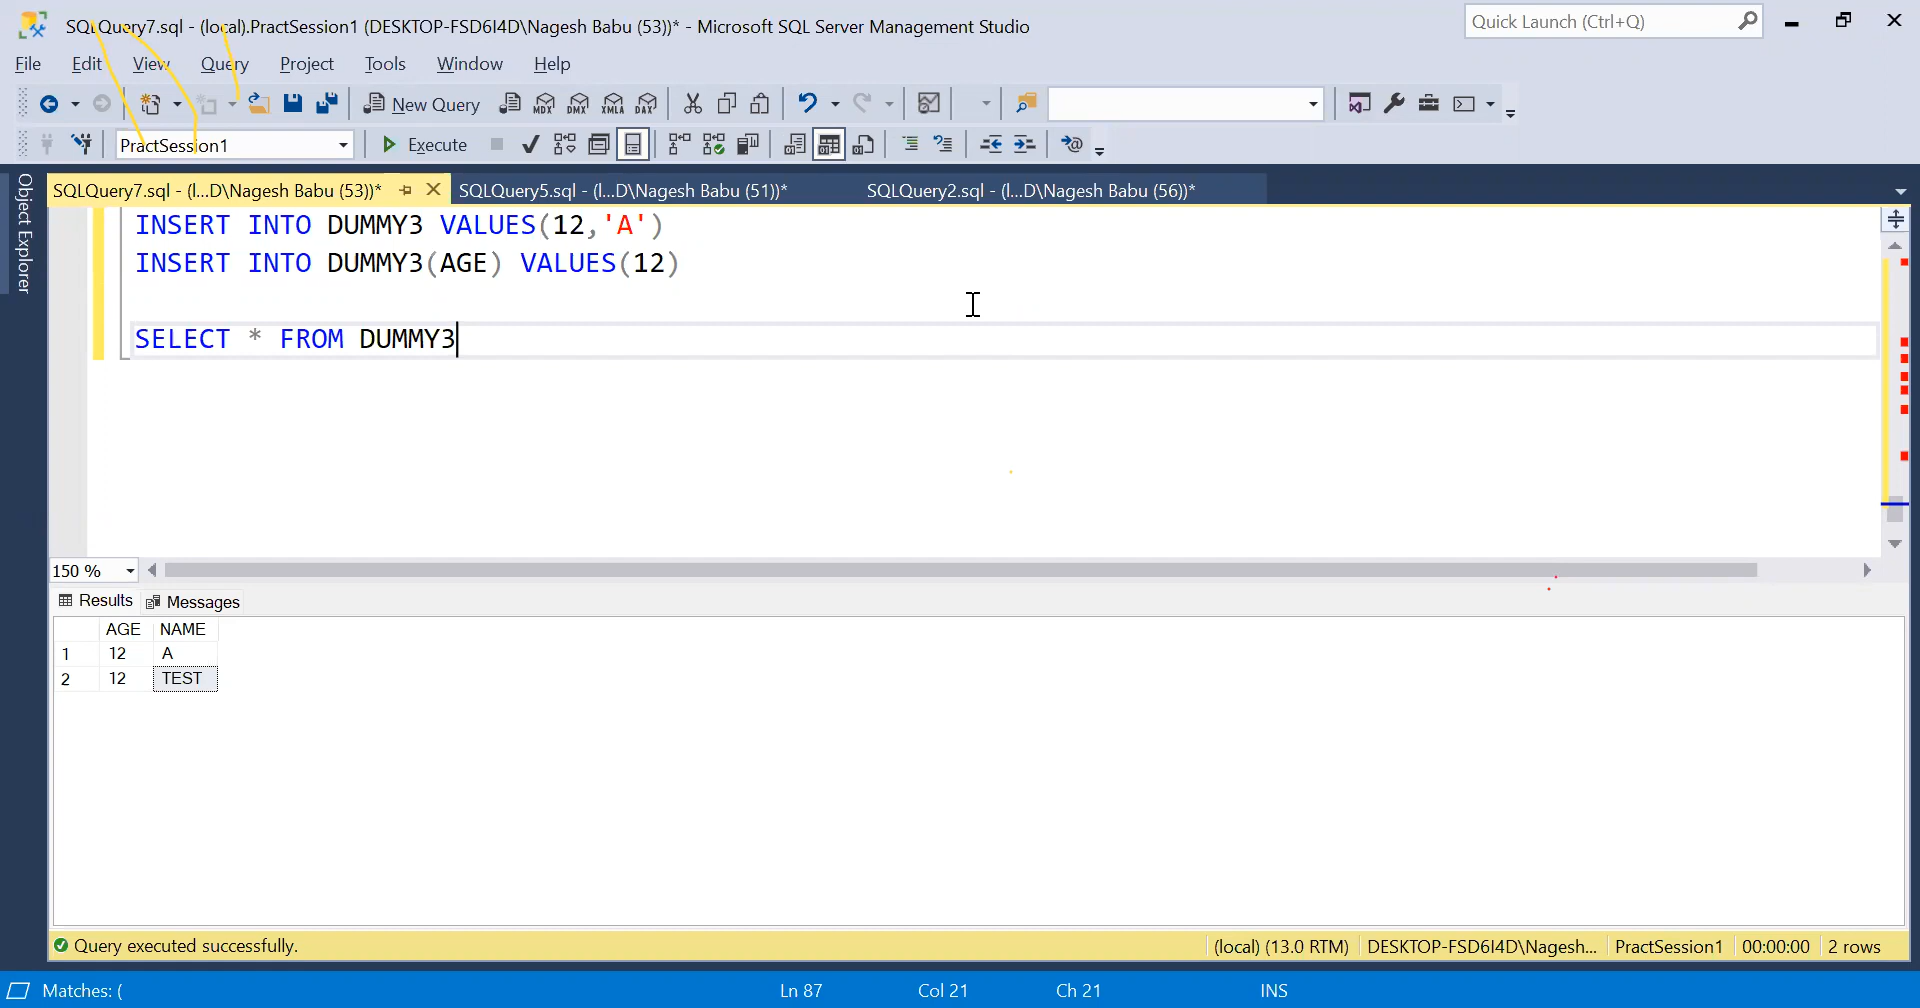 SQLQuery7.sql - (local).PractSession1 (DESKTOP-FSD6I4D\Nagesh Babu (53))* - Microsoft SQL Server Management Studio
Quick Launch (Ctrl+Q)
File Edit View Query Project Tools Window Help
New Query MDX DMX XMLA DAX
PractSession1 Execute
SQLQuery7.sql - (l...D\Nagesh Babu (53))* SQLQuery5.sql - (l...D\Nagesh Babu (51))* SQLQuery2.sql - (l...D\Nagesh Babu (56))*
Object Explorer
INSERT INTO DUMMY3 VALUES(12,'A')
INSERT INTO DUMMY3(AGE) VALUES(12)
SELECT * FROM DUMMY3
150 %
Results Messages
AGE NAME
1 12 A
2 12 TEST
Query executed successfully. (local) (13.0 RTM) DESKTOP-FSD6I4D\Nagesh... PractSession1 00:00:00 2 rows
Matches: ( Ln 87 Col 21 Ch 21 INS